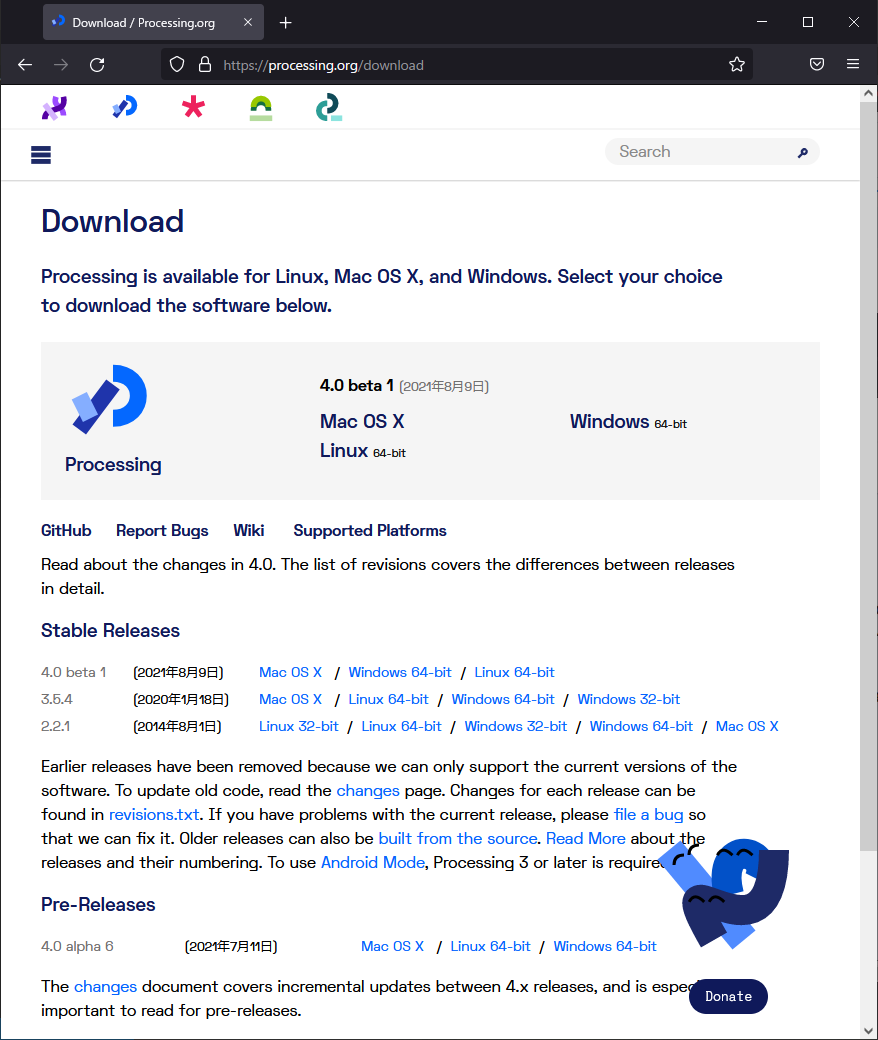 Download / Processing.org
https://processing.org/download
Search
Download
Processing is available for Linux, Mac OS X, and Windows. Select your choice
to download the software below.
Processing
4.0 beta 1 (2021年8月9日)
Mac OS X
Windows 64-bit
Linux 64-bit
GitHub Report Bugs Wiki Supported Platforms
Read about the changes in 4.0. The list of revisions covers the differences between releases
in detail.
Stable Releases
4.0 beta 1 (2021年8月9日) Mac OS X / Windows 64-bit / Linux 64-bit
3.5.4 (2020年1月18日) Mac OS X / Linux 64-bit / Windows 64-bit / Windows 32-bit
2.2.1 (2014年8月1日) Linux 32-bit / Linux 64-bit / Windows 32-bit / Windows 64-bit / Mac OS X
Earlier releases have been removed because we can only support the current versions of the
software. To update old code, read the changes page. Changes for each release can be
found in revisions.txt. If you have problems with the current release, please file a bug so
that we can fix it. Older releases can also be built from the source. Read More about the
releases and their numbering. To use Android Mode, Processing 3 or later is require
Pre-Releases
4.0 alpha 6 (2021年7月11日) Mac OS X / Linux 64-bit / Windows 64-bit
The changes document covers incremental updates between 4.x releases, and is espec
important to read for pre-releases.
Donate